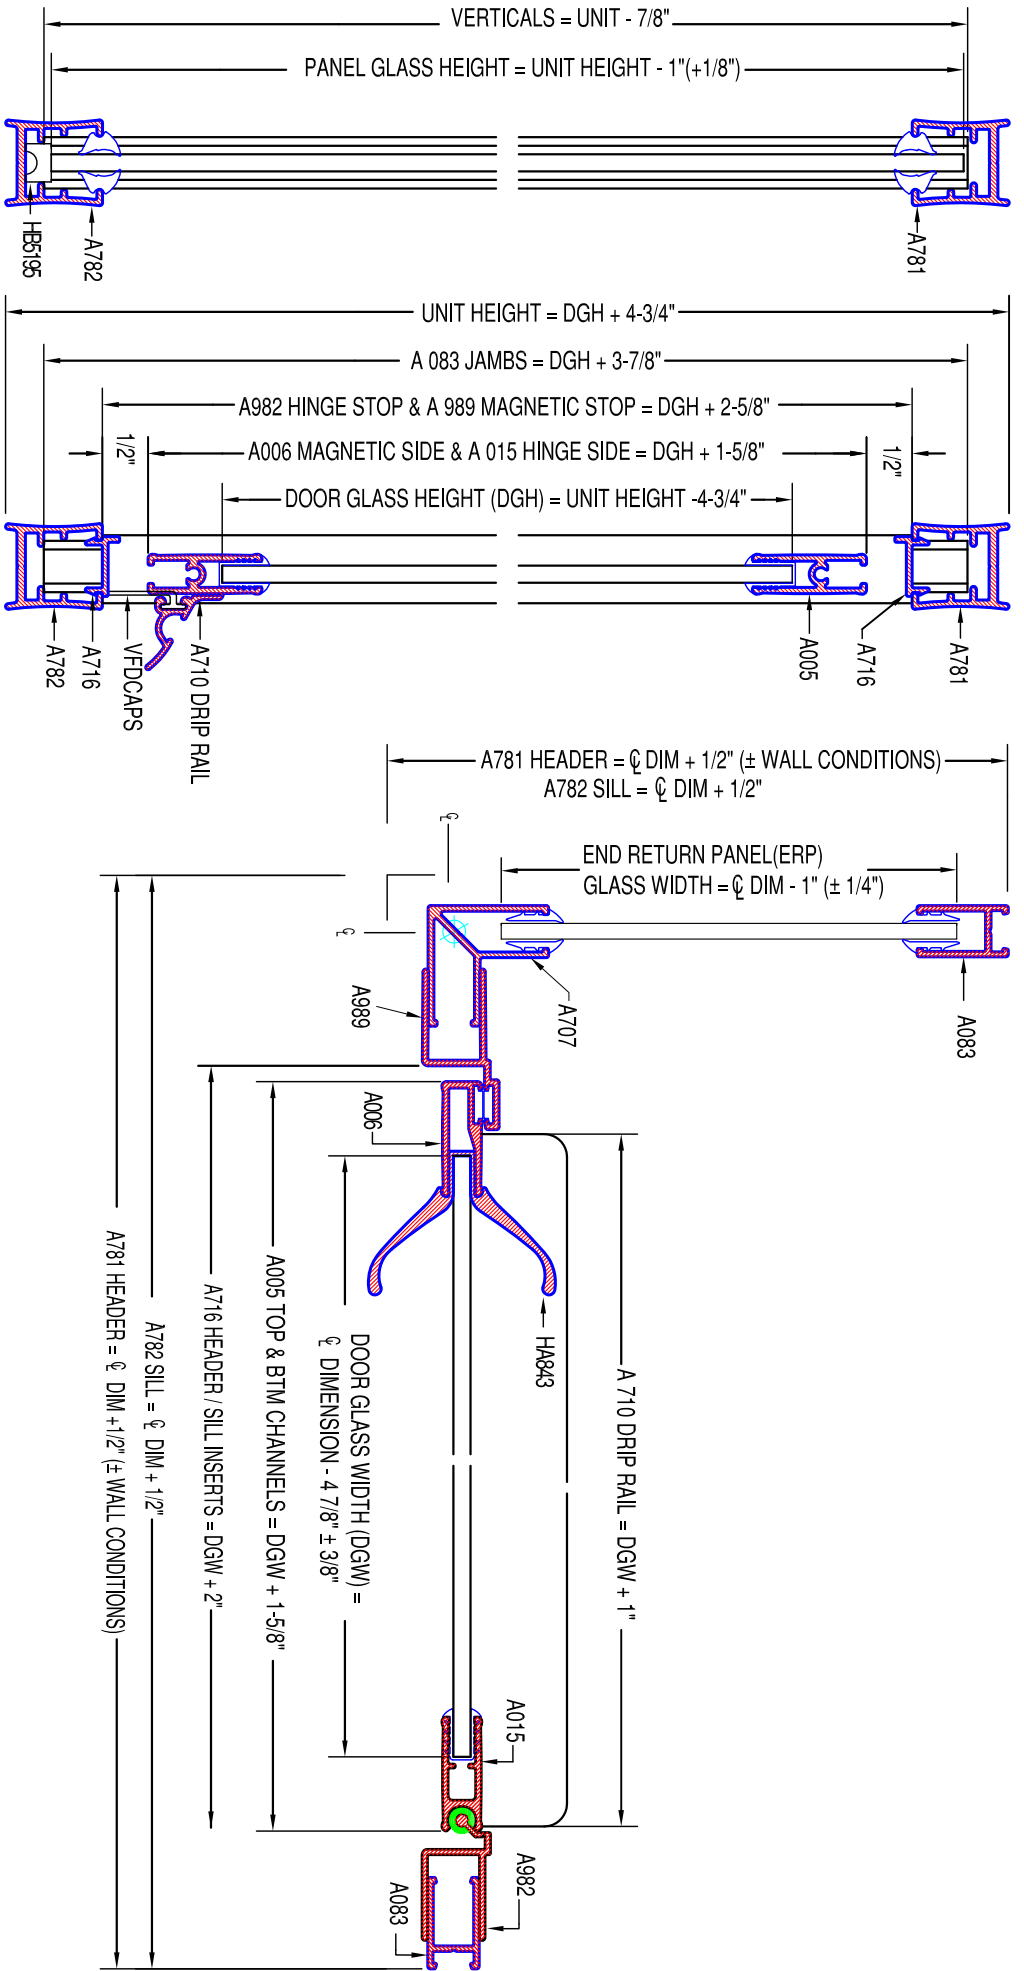 VERTICALS = UNIT - 7/8"
PANEL GLASS HEIGHT = UNIT HEIGHT - 1"(+1/8")
HB5195
A782
A781
UNIT HEIGHT = DGH + 4-3/4"
A 083 JAMBS = DGH + 3-7/8"
A982 HINGE STOP & A 989 MAGNETIC STOP = DGH + 2-5/8"
1/2"
A006 MAGNETIC SIDE & A 015 HINGE SIDE = DGH + 1-5/8"
1/2"
DOOR GLASS HEIGHT (DGH) = UNIT HEIGHT -4-3/4"
A782
A716
VFDCAPS
A710 DRIP RAIL
A005
A716
A781
A781 HEADER = ℄ DIM + 1/2" (± WALL CONDITIONS)
A782 SILL = ℄ DIM + 1/2"
℄
END RETURN PANEL(ERP)
GLASS WIDTH = ℄ DIM - 1" (± 1/4")
℄
A989
A707
A083
A006
HA843
A 710 DRIP RAIL = DGW + 1"
DOOR GLASS WIDTH (DGW) =
℄ DIMENSION - 4 7/8" ± 3/8"
A005 TOP & BTM CHANNELS = DGW + 1-5/8"
A716 HEADER / SILL INSERTS = DGW + 2"
A782 SILL = ℄ DIM + 1/2"
A781 HEADER = ℄ DIM +1/2" (± WALL CONDITIONS)
A015
A982
A083